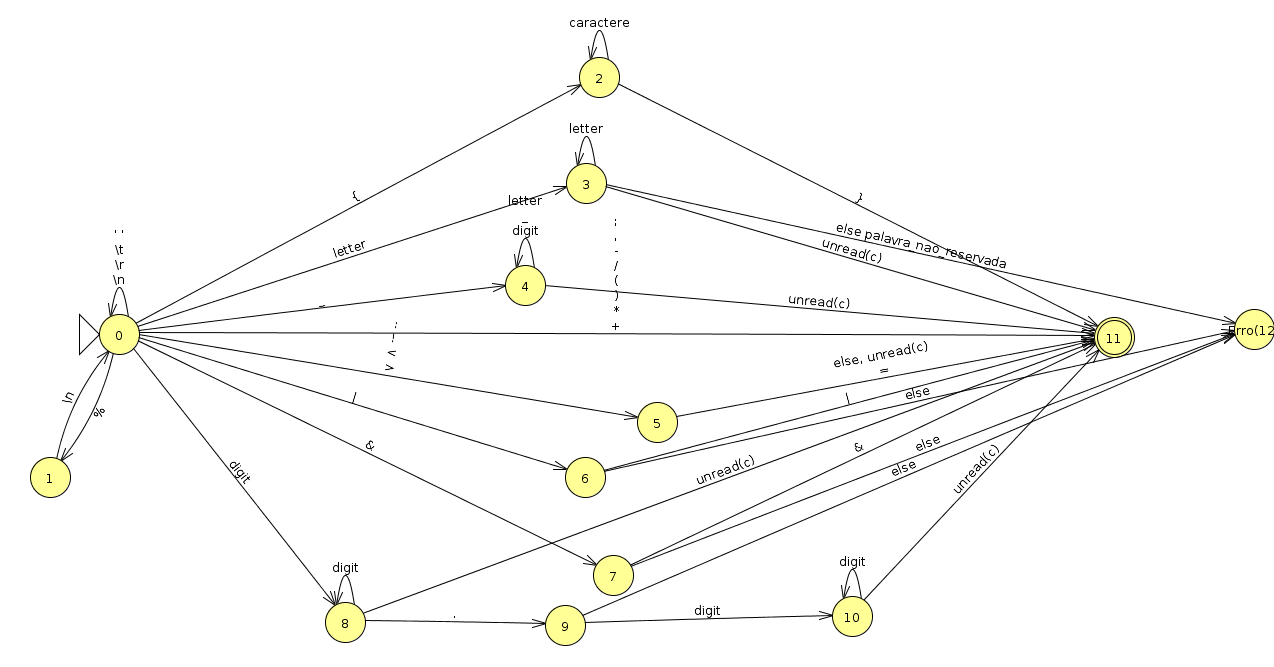 caractere
2
{
}
letter
3
letter
else palavra_nao_reservada
unread(c)
letter
_
digit
4
_
unread(c)
' '
\t
\r
\n
0
;
,
-
/
(
)
*
+
11
Erro(12
<
>
=
else, unread(c)
=
5
|
|
else
6
\n
%
1
&
&
else
7
digit
unread(c)
digit
8
.
else
9
digit
digit
10
unread(c)